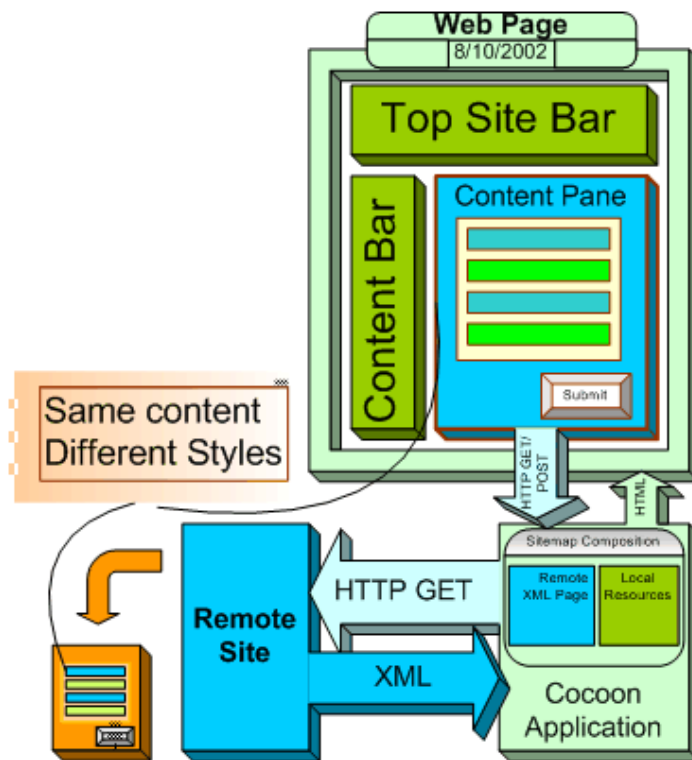 Web Page
8/10/2002
Top Site Bar
Content Bar
Content Pane
Submit
Same content
Different Styles
HTTP GET/
POST
HTML
Sitemap Composition
Remote
XML Page
Local
Resources
HTTP GET
Remote
Site
XML
Cocoon
Application